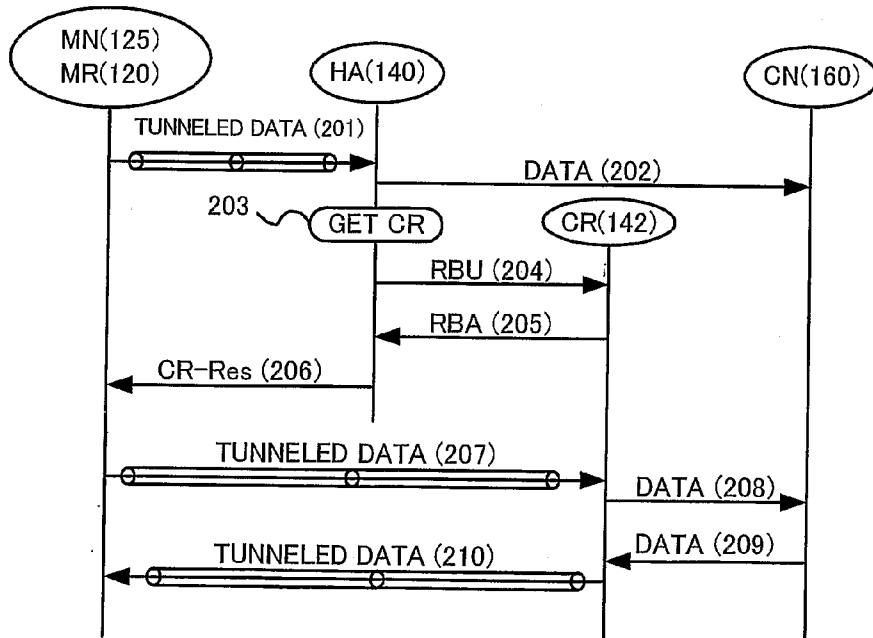 MN(125)
MR(120)
HA(140)
CN(160)
TUNNELED DATA (201)
DATA (202)
203
GET CR
CR(142)
RBU (204)
RBA (205)
CR-Res (206)
TUNNELED DATA (207)
DATA (208)
DATA (209)
TUNNELED DATA (210)